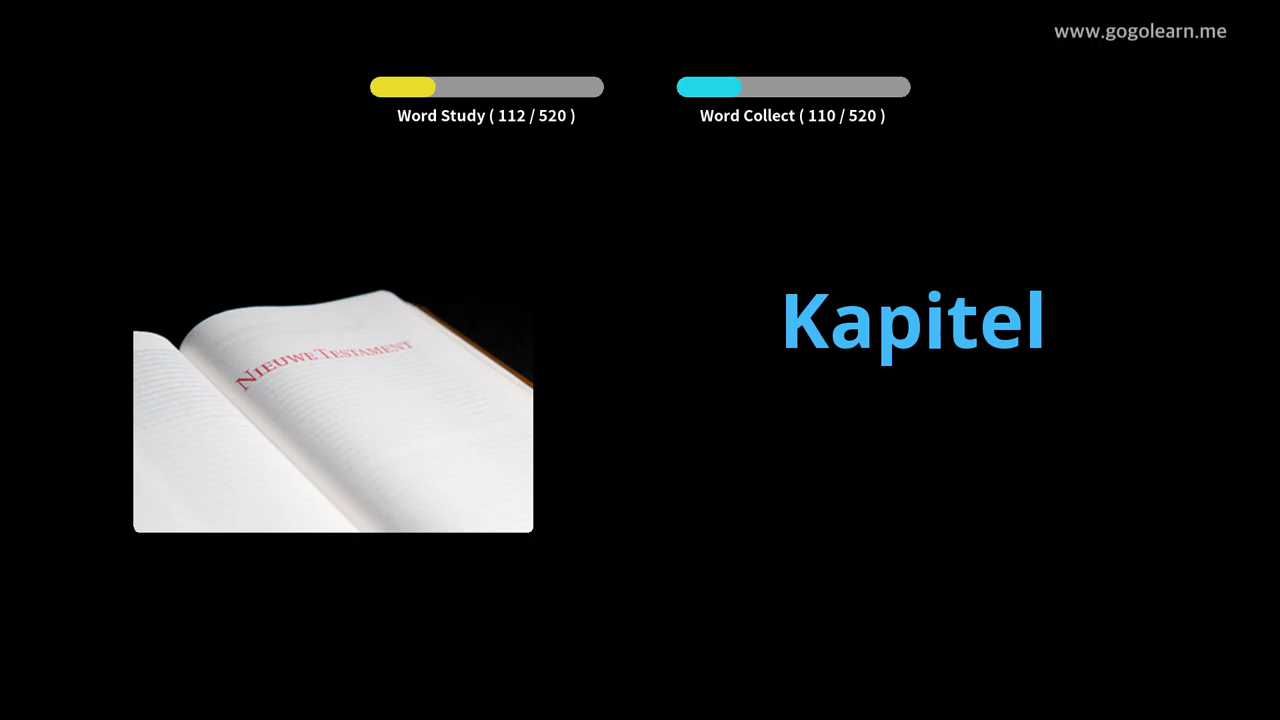 www.gogolearn.me
Word Study ( 112 / 520 )
Word Collect ( 110 / 520 )
NIEUWE TESTAMENT
Kapitel